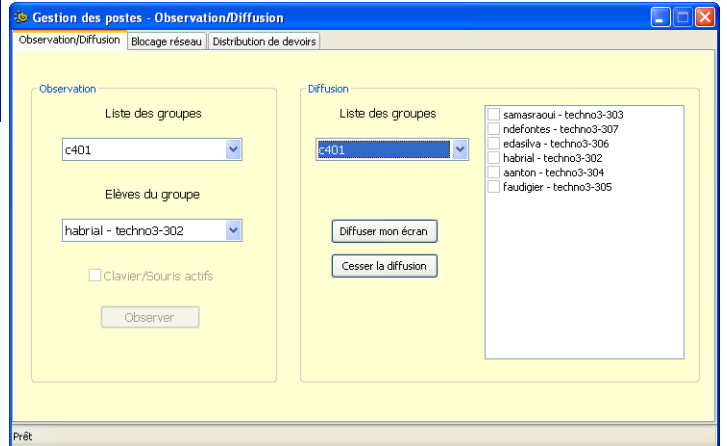 Gestion des postes - Observation/Diffusion
Observation/Diffusion Blocage réseau Distribution de devoirs
Observation
Liste des groupes
c401
Elèves du groupe
habrial - techno3-302
Clavier/Souris actifs
Observer
Diffusion
Liste des groupes
c401
Diffuser mon écran
Cesser la diffusion
samasraoui - techno3-303
ndefontes - techno3-307
edasilva - techno3-306
habrial - techno3-302
aanton - techno3-304
faudigier - techno3-305
Prêt